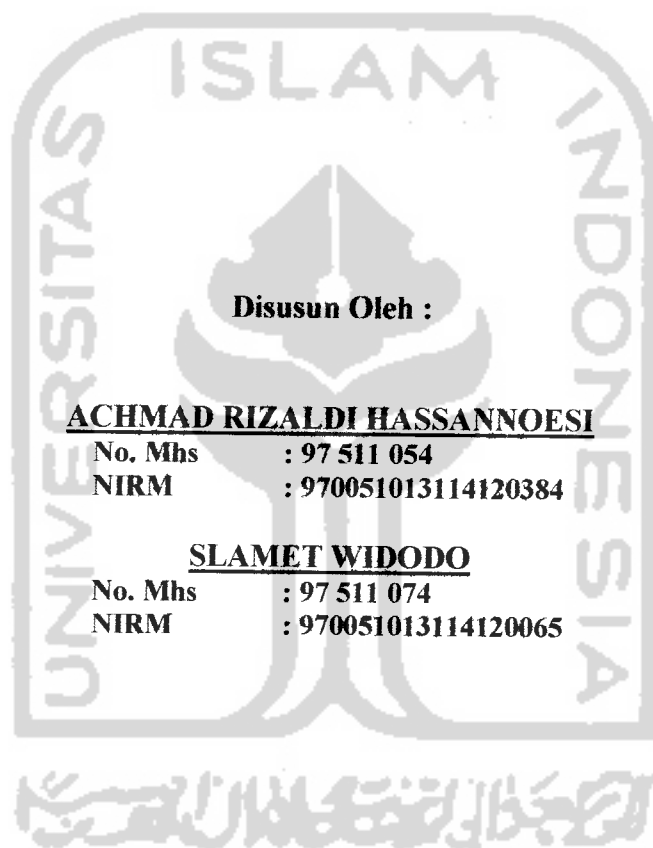 ISLAM
UNIVERSITAS
INDONESIA
Disusun Oleh :
ACHMAD RIZALDI HASSANNOESI
No. Mhs : 97 511 054
NIRM : 970051013114120384
SLAMET WIDODO
No. Mhs : 97 511 074
NIRM : 970051013114120065